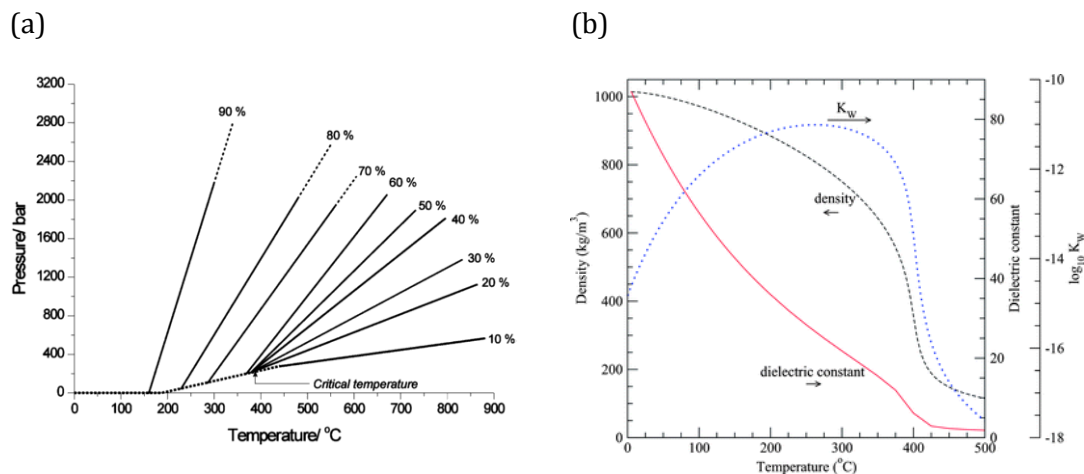 (a)
(b)
3200
2800
2400
2000
1600
1200
800
400
0
Pressure/ bar
90 %
80 %
70 %
60 %
50 %
40 %
30 %
20 %
10 %
Critical temperature
0 100 200 300 400 500 600 700 800 900
Temperature/ °C
1000
800
600
400
200
0
Density (kg/m³)
K_W
density
dielectric constant
80
60
40
20
0
Dielectric constant
-10
-12
-14
-16
-18
log₁₀ K_W
0 100 200 300 400 500
Temperature (°C)